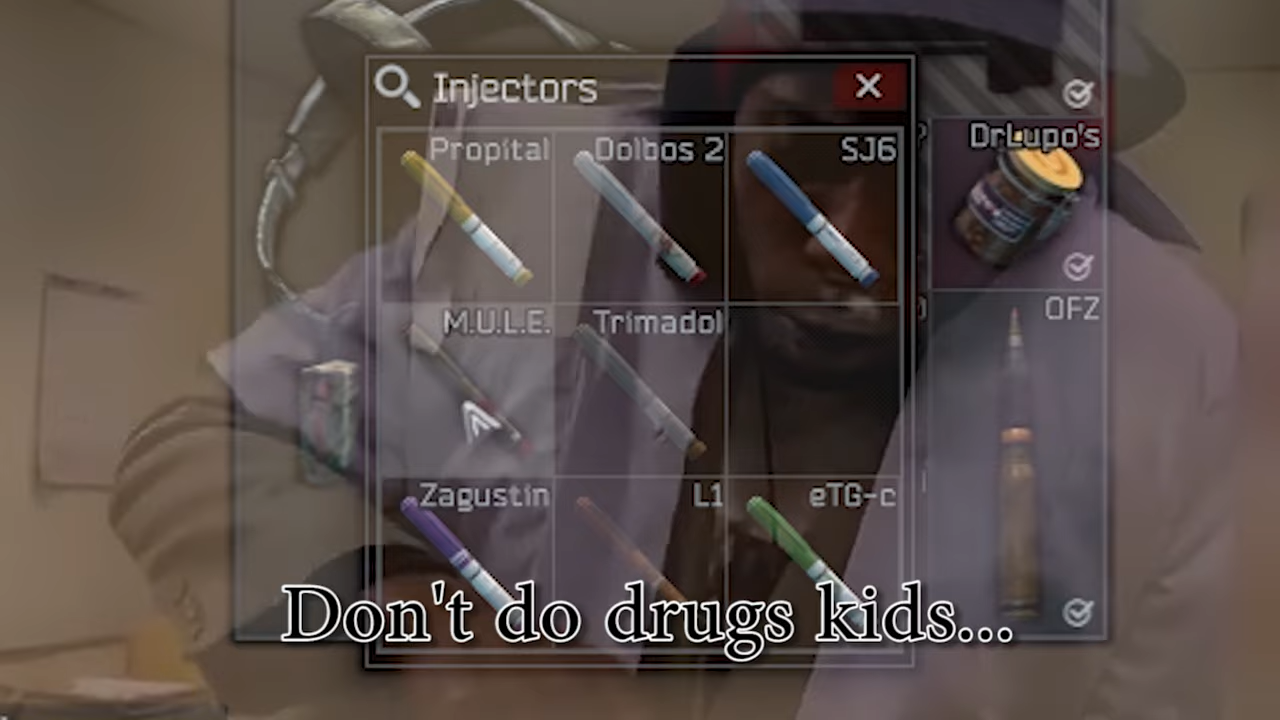 Injectors
DrLupo's
Propital
Dolbos 2
SJ6
OFZ
M.U.L.E.
Trimadol
Zagustin
L1
eTG-c
Don't do drugs kids...